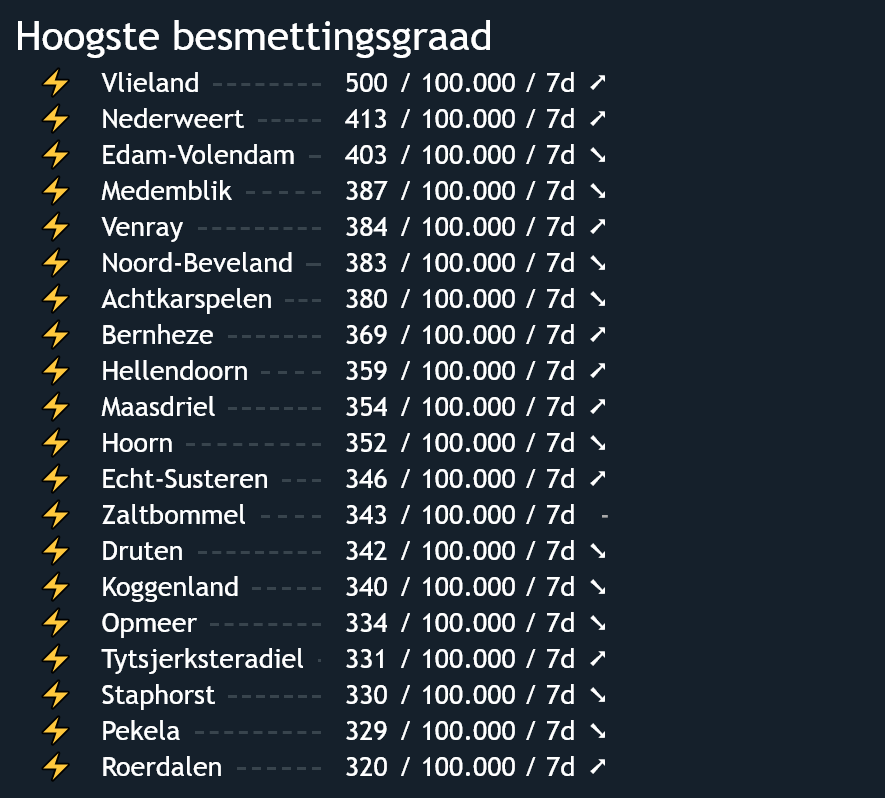 Hoogste besmettingsgraad
⚡ Vlieland ------- 500 / 100.000 / 7d ➚
⚡ Nederweert ----- 413 / 100.000 / 7d ➚
⚡ Edam-Volendam - 403 / 100.000 / 7d ➘
⚡ Medemblik ----- 387 / 100.000 / 7d ➘
⚡ Venray --------- 384 / 100.000 / 7d ➚
⚡ Noord-Beveland - 383 / 100.000 / 7d ➘
⚡ Achtkarspelen --- 380 / 100.000 / 7d ➘
⚡ Bernheze ------- 369 / 100.000 / 7d ➚
⚡ Hellendoorn ---- 359 / 100.000 / 7d ➚
⚡ Maasdriel ------- 354 / 100.000 / 7d ➚
⚡ Hoorn --------- 352 / 100.000 / 7d ➘
⚡ Echt-Susteren --- 346 / 100.000 / 7d ➚
⚡ Zaltbommel ---- 343 / 100.000 / 7d -
⚡ Druten --------- 342 / 100.000 / 7d ➘
⚡ Koggenland ----- 340 / 100.000 / 7d ➘
⚡ Opmeer -------- 334 / 100.000 / 7d ➘
⚡ Tytsjerksteradiel - 331 / 100.000 / 7d ➚
⚡ Staphorst ------- 330 / 100.000 / 7d ➘
⚡ Pekela --------- 329 / 100.000 / 7d ➘
⚡ Roerdalen ------ 320 / 100.000 / 7d ➚